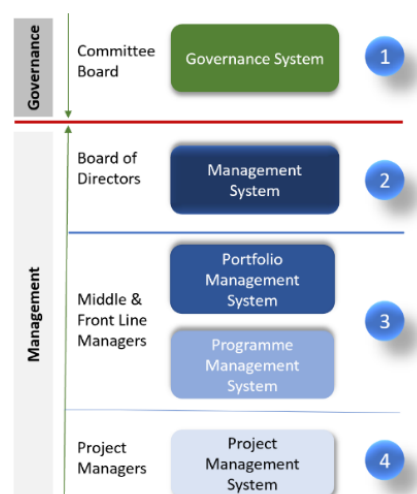 Governance
Committee
Board
Governance System
1
Management
Board of
Directors
Management
System
2
Middle &
Front Line
Managers
Portfolio
Management
System
Programme
Management
System
3
Project
Managers
Project
Management
System
4